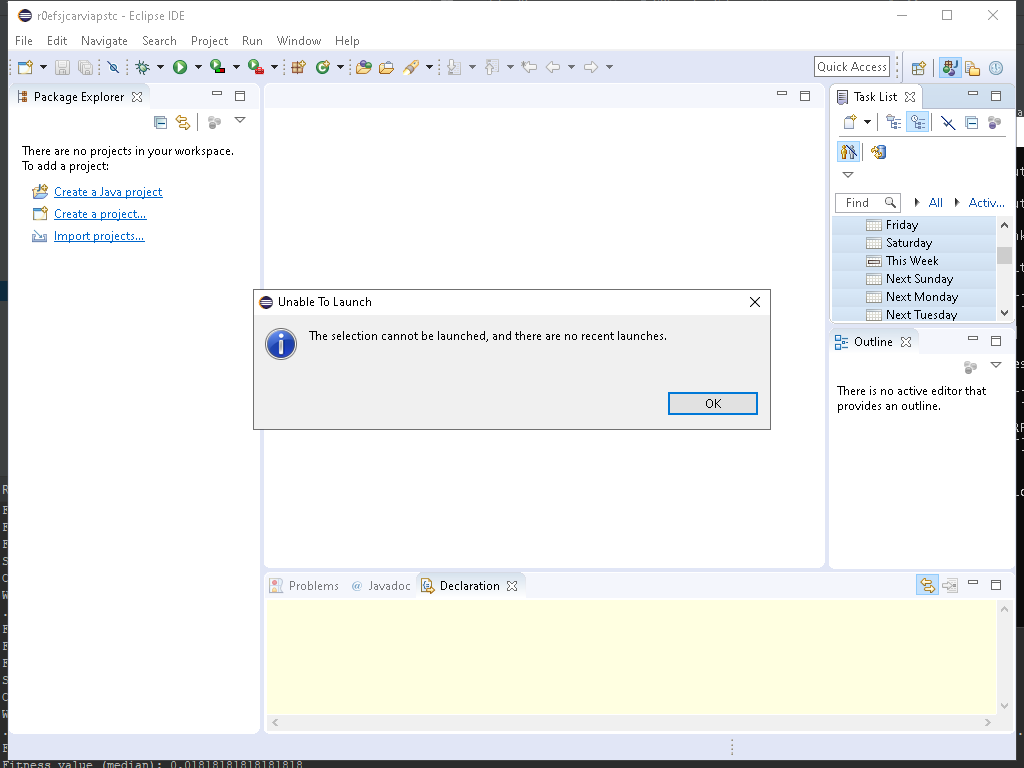 r0efsjcarviapstc - Eclipse IDE
File Edit Navigate Search Project Run Window Help
Quick Access
Package Explorer
There are no projects in your workspace.
To add a project:
Create a Java project
Create a project...
Import projects...
Task List
Find
All
Activ...
Friday
Saturday
This Week
Next Sunday
Next Monday
Next Tuesday
Unable To Launch
The selection cannot be launched, and there are no recent launches.
OK
Outline
There is no active editor that
provides an outline.
Problems @ Javadoc Declaration
Fitness value (median): 0.01818181818181818